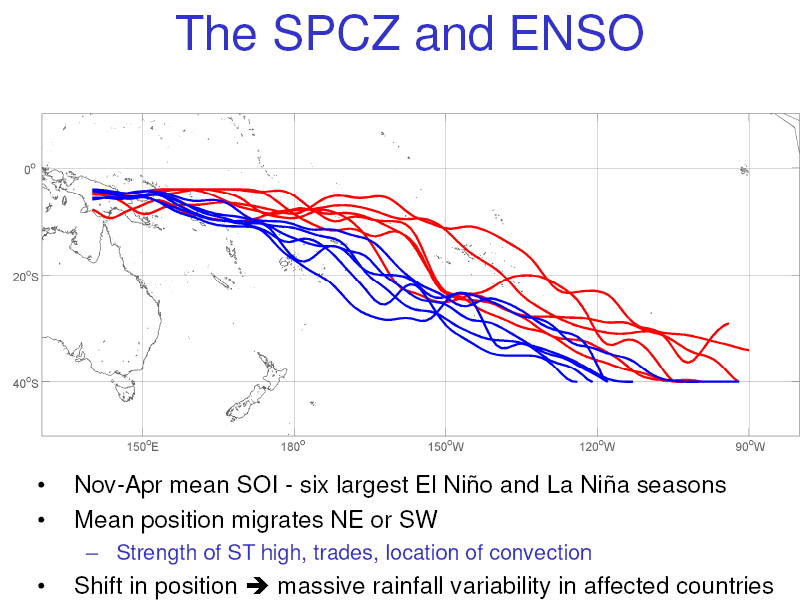 The SPCZ and ENSO
0°
20°S
40°S
150°E 180° 150°W 120°W 90°W
• Nov-Apr mean SOI - six largest El Niño and La Niña seasons
• Mean position migrates NE or SW
– Strength of ST high, trades, location of convection
• Shift in position ➔ massive rainfall variability in affected countries